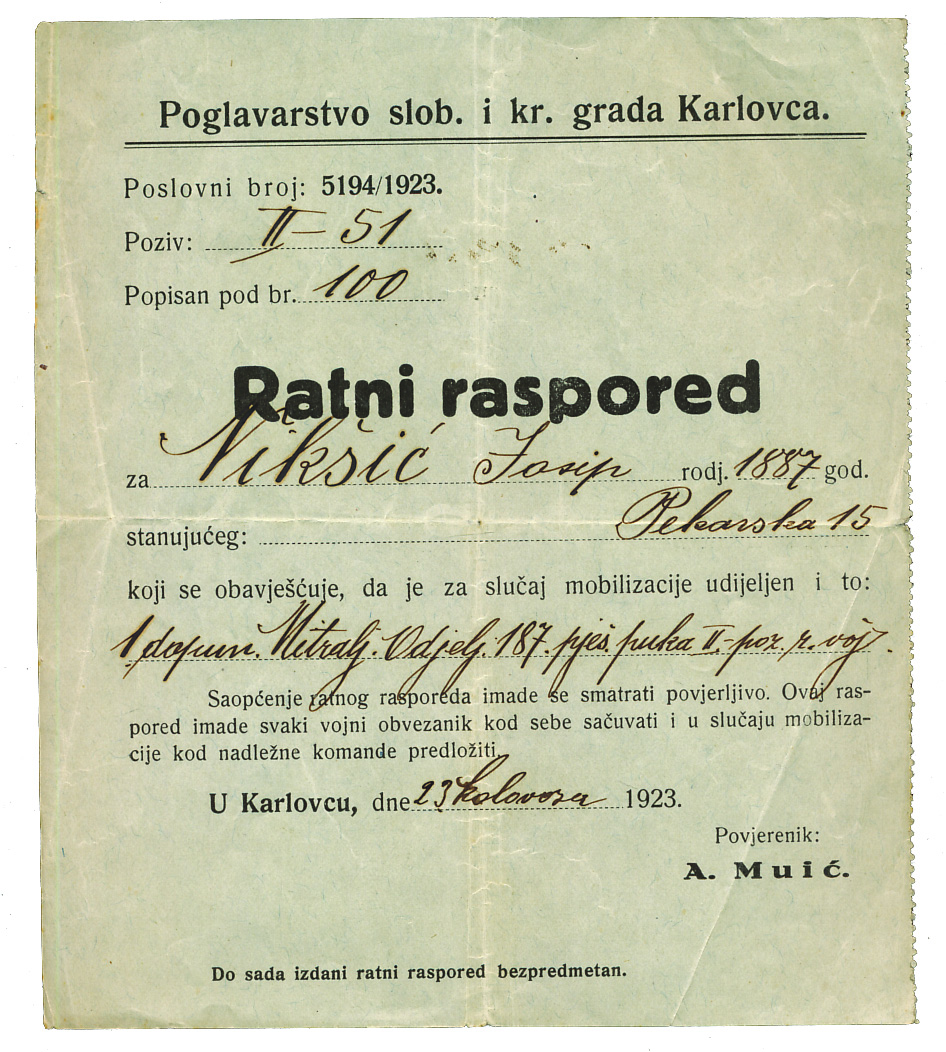 Poglavarstvo slob. i kr. grada Karlovca.
Poslovni broj: 5194/1923.
Poziv: II – 51
Popisan pod br. 100
Ratni raspored
za Nikšić Josip rodj. 1887 god.
stanujućeg: Pekarska 15
koji se obavješćuje, da je za slučaj mobilizacije udijeljen i to:
1 dopun. Mitralj. Odjelj. 187. pješ. puka II-poz. r. voj.
Saopćenje ratnog rasporeda imade se smatrati povjerljivo. Ovaj ras-
pored imade svaki vojni obvezanik kod sebe sačuvati i u slučaju mobiliza-
cije kod nadležne komande predložiti.
U Karlovcu, dne 23 kolovoza 1923.
Povjerenik:
A. Muić.
Do sada izdani ratni raspored bezpredmetan.